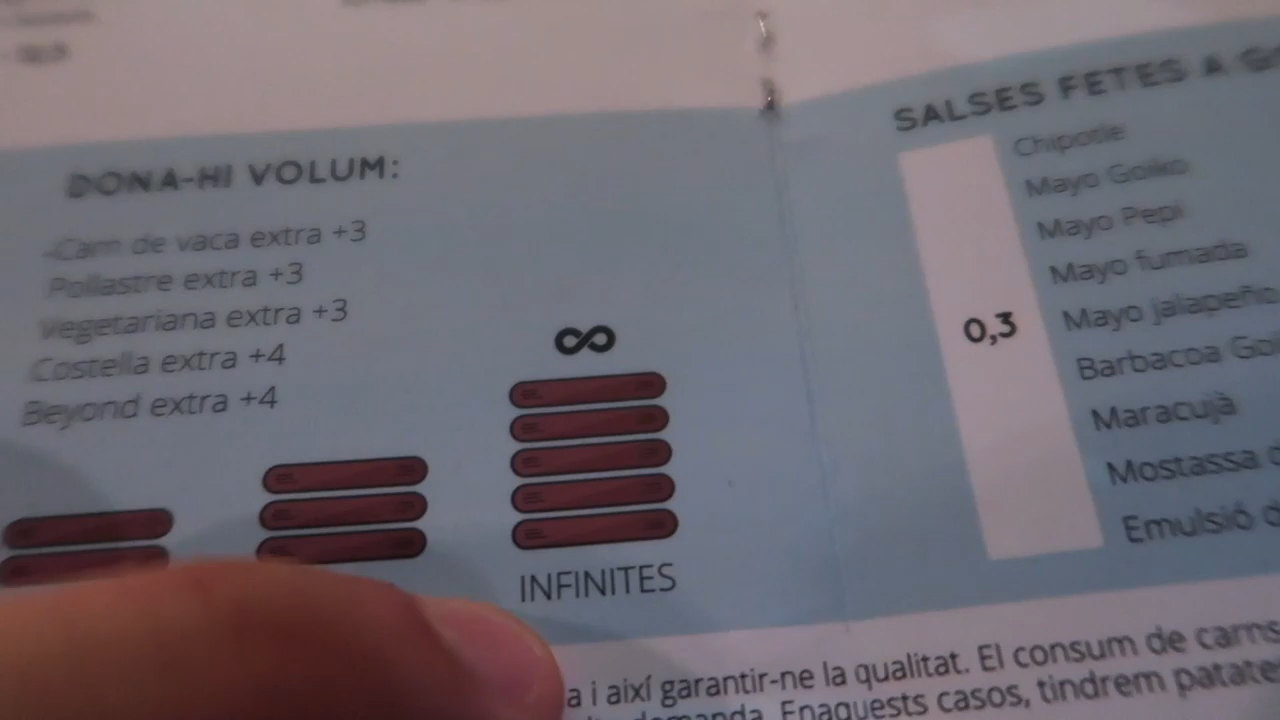 DONA-HI VOLUM:
-Carn de vaca extra +3
Pollastre extra +3
Vegetariana extra +3
Costella extra +4
Beyond extra +4
∞
INFINITES
SALSES FETES A
0,3
Chipotle
Mayo Goiko
Mayo Pepi
Mayo fumada
Mayo jalapeño
Barbacoa
Maracujà
Mostassa
Emulsió
a i així garantir-ne la qualitat. El consum de carns
demanda. Enaquests casos, tindrem